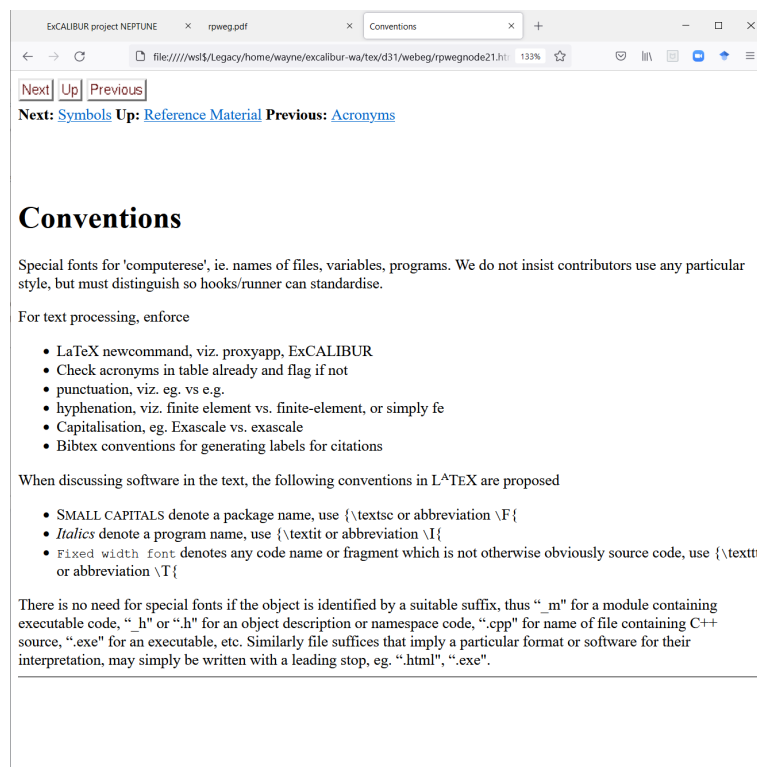 ExCALIBUR project NEPTUNE × rpweg.pdf × Conventions × +
file://///wsl$/Legacy/home/wayne/excalibur-wa/tex/d31/webeg/rpwegnode21.htr 133%
Next Up Previous
Next: Symbols Up: Reference Material Previous: Acronyms
Conventions
Special fonts for 'computerese', ie. names of files, variables, programs. We do not insist contributors use any particular
style, but must distinguish so hooks/runner can standardise.
For text processing, enforce
• LaTeX newcommand, viz. proxyapp, ExCALIBUR
• Check acronyms in table already and flag if not
• punctuation, viz. eg. vs e.g.
• hyphenation, viz. finite element vs. finite-element, or simply fe
• Capitalisation, eg. Exascale vs. exascale
• Bibtex conventions for generating labels for citations
When discussing software in the text, the following conventions in LATEX are proposed
• SMALL CAPITALS denote a package name, use {\textsc or abbreviation \F{
• Italics denote a program name, use {\textit or abbreviation \I{
• Fixed width font denotes any code name or fragment which is not otherwise obviously source code, use {\texttt
or abbreviation \T{
There is no need for special fonts if the object is identified by a suitable suffix, thus “_m" for a module containing
executable code, “_h" or “.h" for an object description or namespace code, “.cpp" for name of file containing C++
source, “.exe" for an executable, etc. Similarly file suffices that imply a particular format or software for their
interpretation, may simply be written with a leading stop, eg. “.html", “.exe".